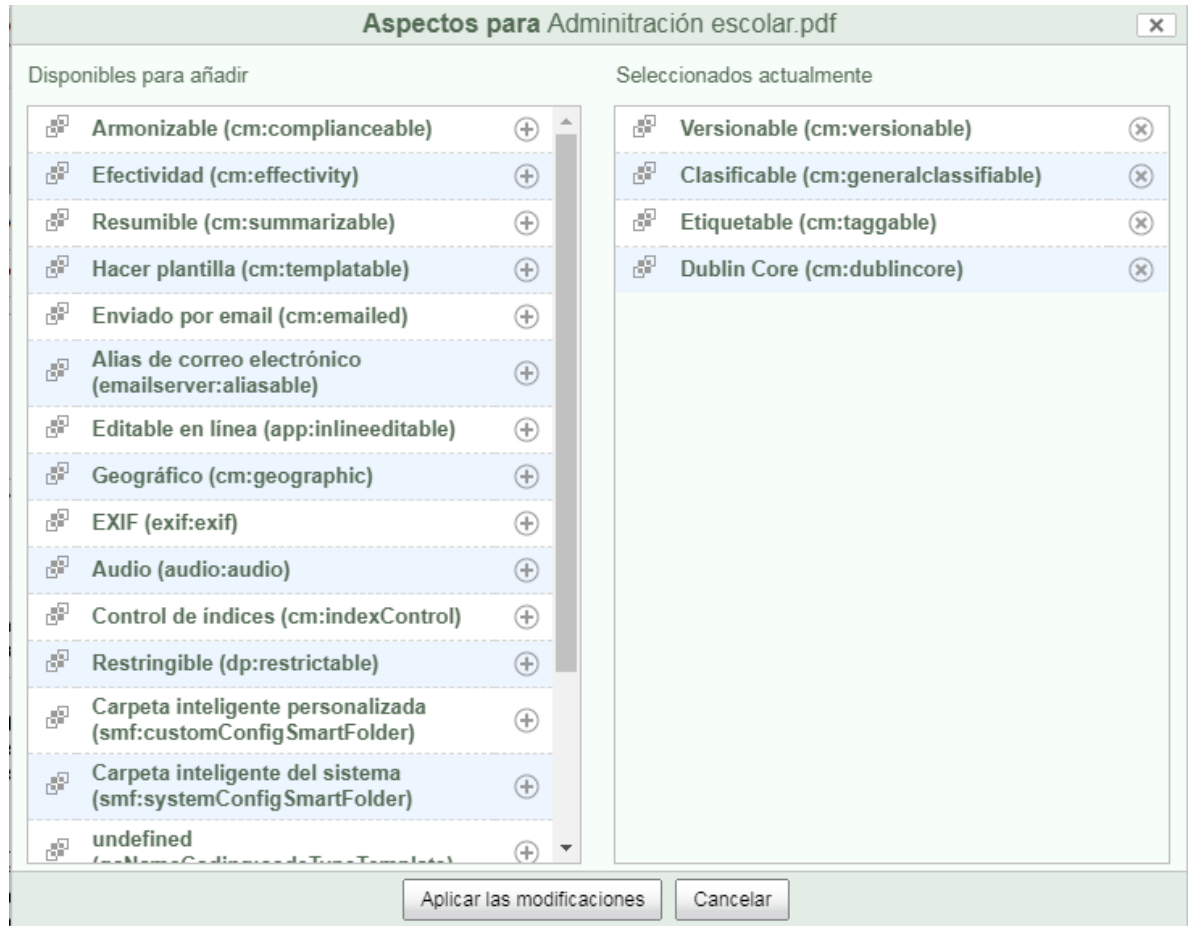 Aspectos para Adminitración escolar.pdf
Disponibles para añadir
Armonizable (cm:complianceable)
Efectividad (cm:effectivity)
Resumible (cm:summarizable)
Hacer plantilla (cm:templatable)
Enviado por email (cm:emailed)
Alias de correo electrónico
(emailserver:aliasable)
Editable en línea (app:inlineeditable)
Geográfico (cm:geographic)
EXIF (exif:exif)
Audio (audio:audio)
Control de índices (cm:indexControl)
Restringible (dp:restrictable)
Carpeta inteligente personalizada
(smf:customConfigSmartFolder)
Carpeta inteligente del sistema
(smf:systemConfigSmartFolder)
undefined
Seleccionados actualmente
Versionable (cm:versionable)
Clasificable (cm:generalclassifiable)
Etiquetable (cm:taggable)
Dublin Core (cm:dublincore)
Aplicar las modificaciones
Cancelar